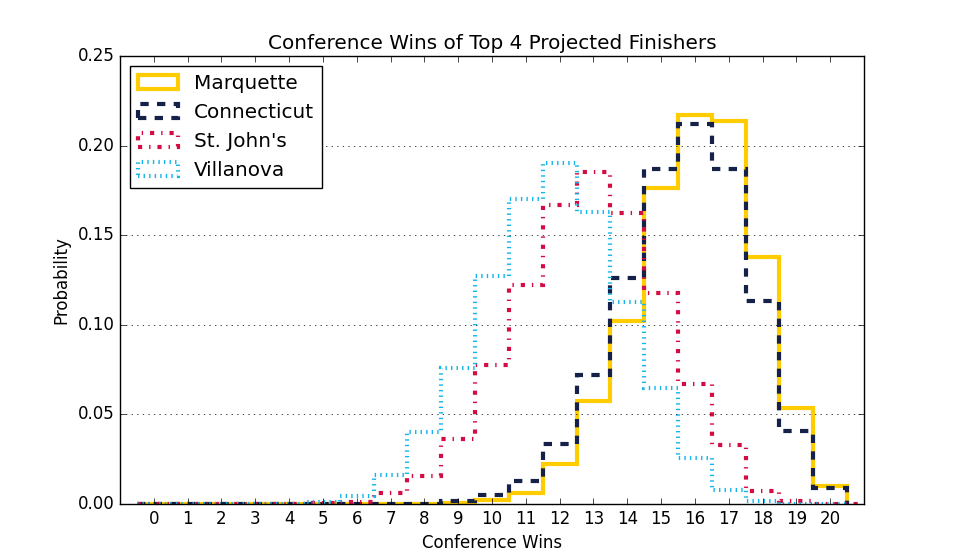 Conference Wins of Top 4 Projected Finishers
Marquette
Connecticut
St. John's
Villanova
0.25
0.20
0.15
0.10
0.05
0.00
Probability
0 1 2 3 4 5 6 7 8 9 10 11 12 13 14 15 16 17 18 19 20
Conference Wins